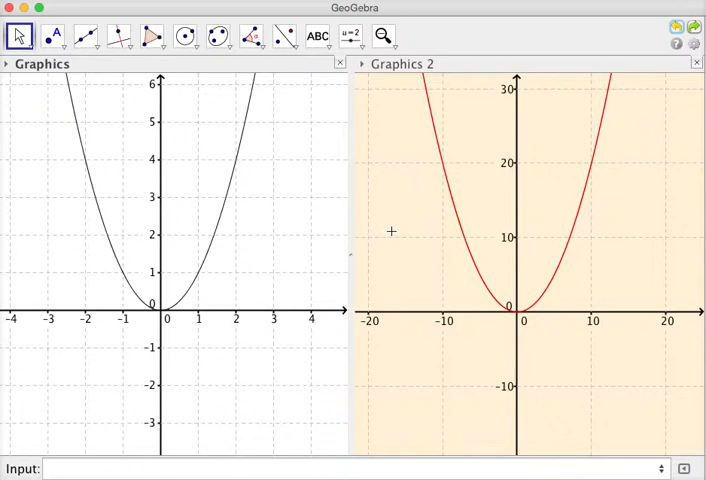 GeoGebra
A
ABC
a=2
Graphics
Graphics 2
6
5
4
3
2
1
0
-4 -3 -2 -1 0 1 2 3 4
-1
-2
-3
30
20
10
0
-20 -10 0 10 20
-10
Input: